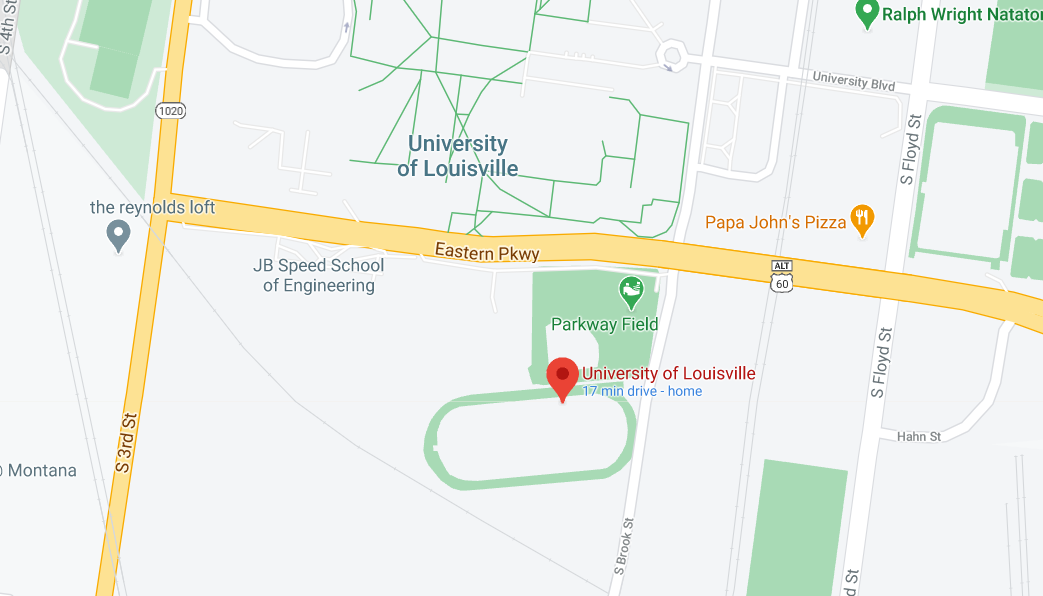 S 4th St
Ralph Wright Natator
1020
University Blvd
University
of Louisville
S Floyd St
the reynolds loft
Papa John's Pizza
Eastern Pkwy
JB Speed School
of Engineering
ALT
60
Parkway Field
University of Louisville
17 min drive - home
S Floyd St
S 3rd St
Hahn St
Montana
S Brook St
d St